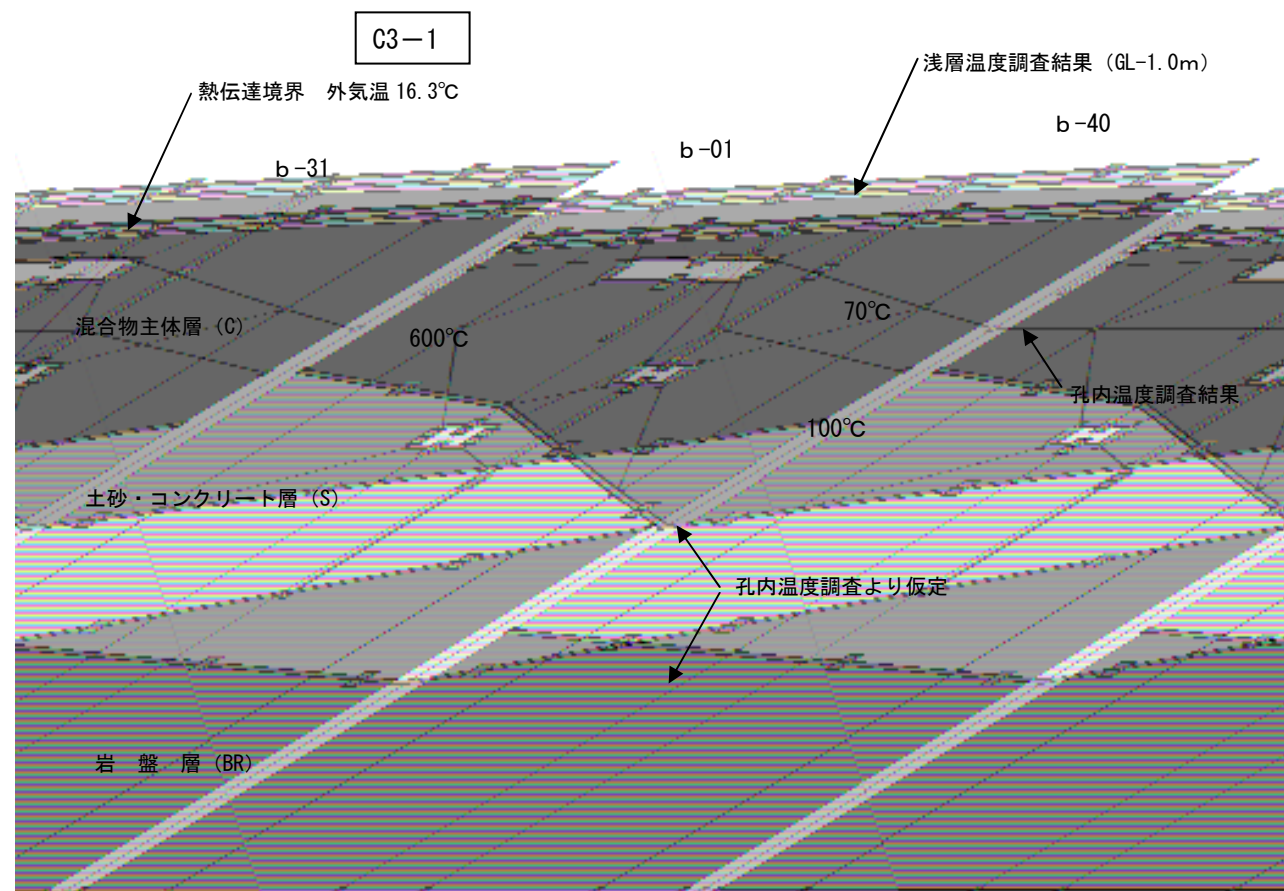 C3－1
浅層温度調査結果（GL-1.0ｍ）
熱伝達境界　外気温 16.3℃
ｂ-40
ｂ-01
ｂ-31
70℃
混合物主体層（C）
600℃
孔内温度調査結果
100℃
土砂・コンクリート層（S）
孔内温度調査より仮定
岩　盤　層（BR）